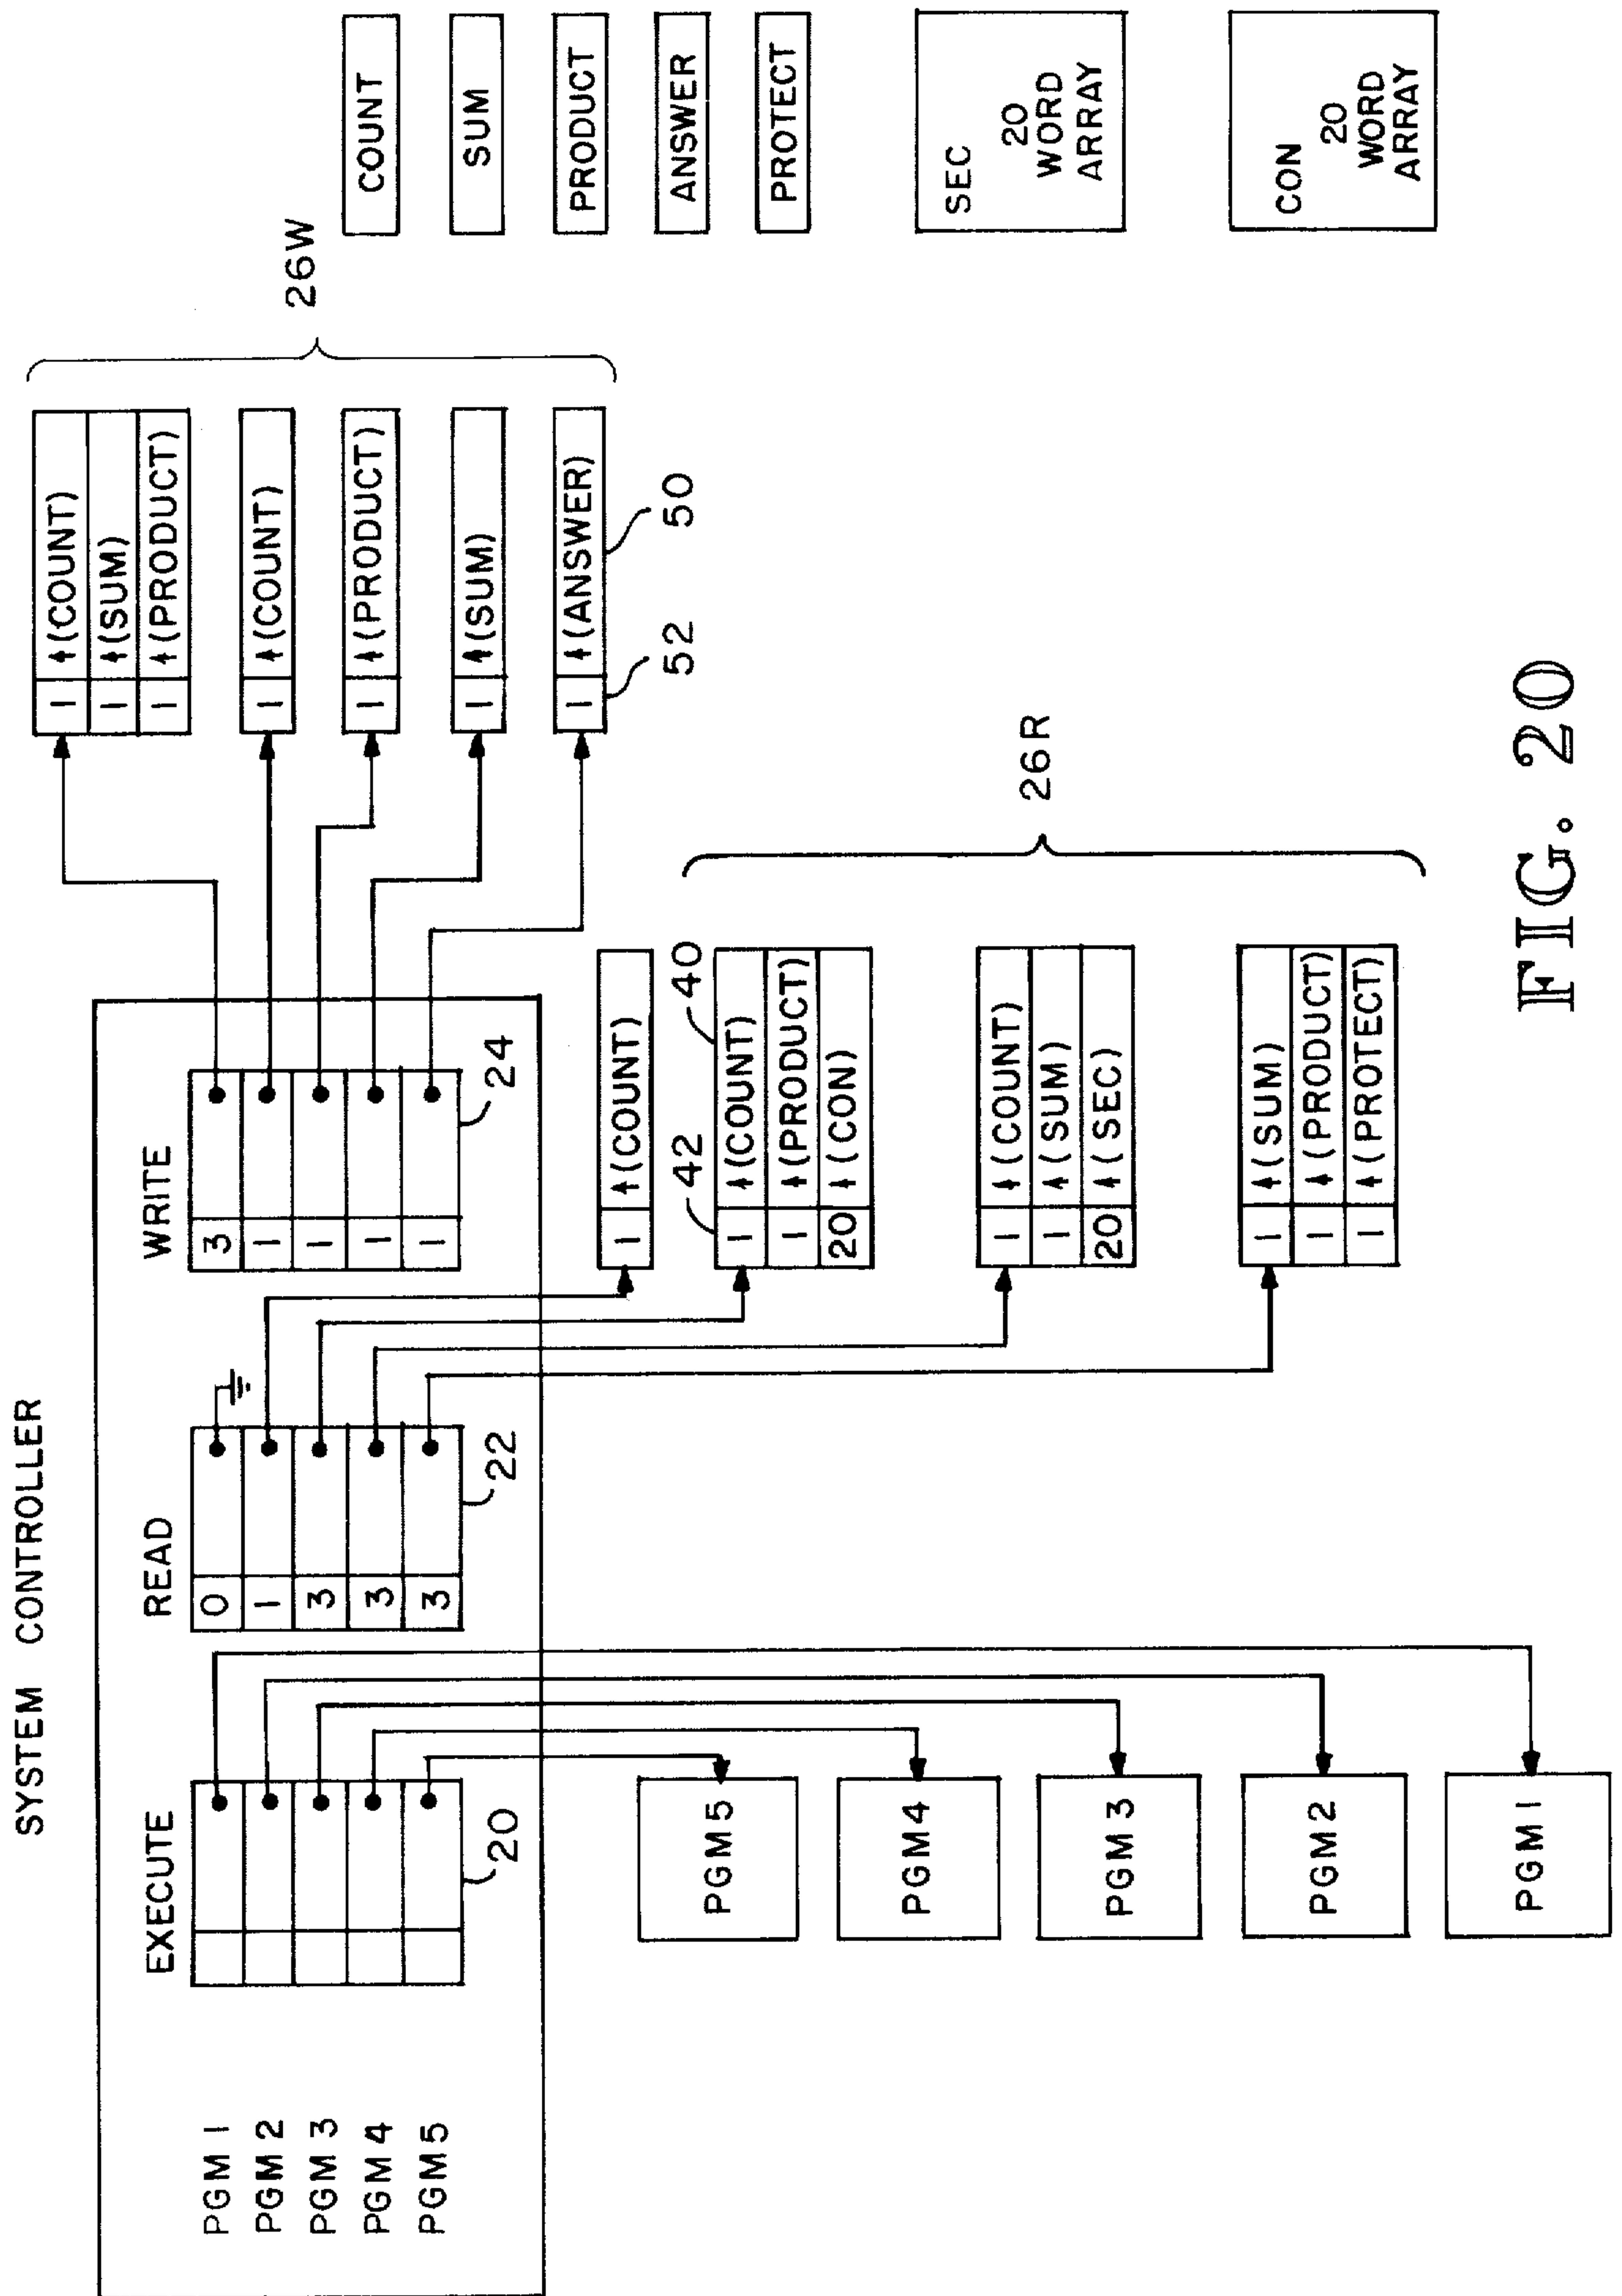 SYSTEM CONTROLLER
EXECUTE
READ
WRITE
PGM 1
PGM 2
PGM 3
PGM 4
PGM 5
20
0
1
3
3
3
22
3
1
1
1
1
24
1 ↑(COUNT)
1 ↑(SUM)
1 ↑(PRODUCT)
1 ↑(COUNT)
1 ↑(PRODUCT)
1 ↑(SUM)
1 ↑(ANSWER)
52
50
26W
1 ↑(COUNT)
42
40
1 ↑(COUNT)
1 ↑(PRODUCT)
20 ↑(CON)
1 ↑(COUNT)
1 ↑(SUM)
20 ↑(SEC)
1 ↑(SUM)
1 ↑(PRODUCT)
1 ↑(PROTECT)
26R
PGM 5
PGM 4
PGM 3
PGM 2
PGM 1
COUNT
SUM
PRODUCT
ANSWER
PROTECT
SEC
20
WORD
ARRAY
CON
20
WORD
ARRAY
FIG. 20